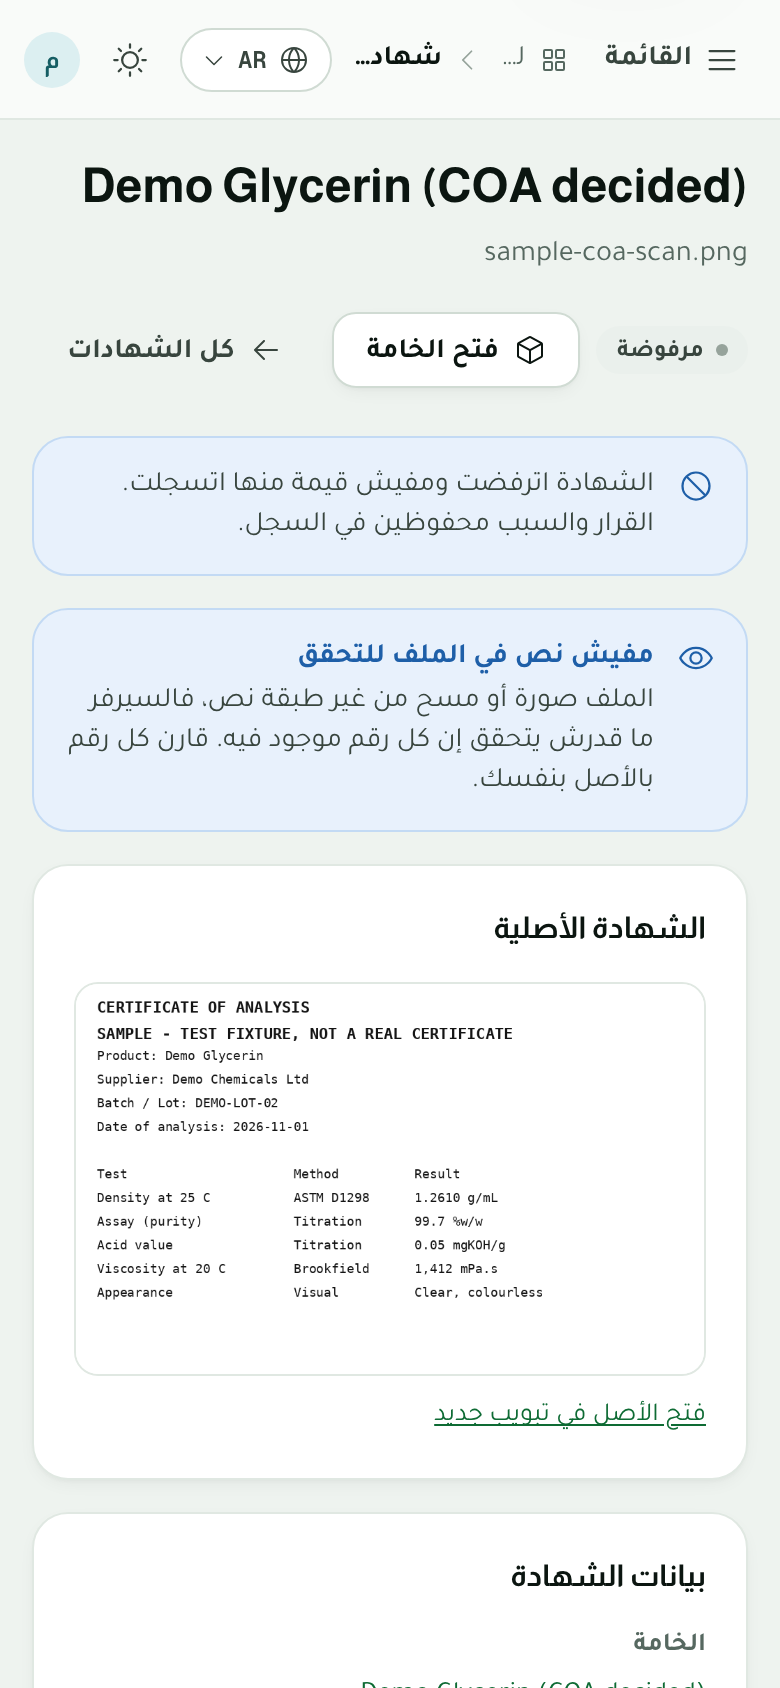 القائمة
لـ...
شهاد...
AR
م
Demo Glycerin (COA decided)
sample-coa-scan.png
مرفوضة
فتح الخامة
كل الشهادات
الشهادة اترفضت ومفيش قيمة منها اتسجلت.
القرار والسبب محفوظين في السجل.
مفيش نص في الملف للتحقق
الملف صورة أو مسح من غير طبقة نص، فالسيرفر
ما قدرش يتحقق إن كل رقم موجود فيه. قارن كل رقم
بالأصل بنفسك.
الشهادة الأصلية
CERTIFICATE OF ANALYSIS
SAMPLE - TEST FIXTURE, NOT A REAL CERTIFICATE
Product: Demo Glycerin
Supplier: Demo Chemicals Ltd
Batch / Lot: DEMO-LOT-02
Date of analysis: 2026-11-01
Test Method Result
Density at 25 C ASTM D1298 1.2610 g/mL
Assay (purity) Titration 99.7 %w/w
Acid value Titration 0.05 mgKOH/g
Viscosity at 20 C Brookfield 1,412 mPa.s
Appearance Visual Clear, colourless
فتح الأصل في تبويب جديد
بيانات الشهادة
الخامة
Demo Glycerin (COA decided)